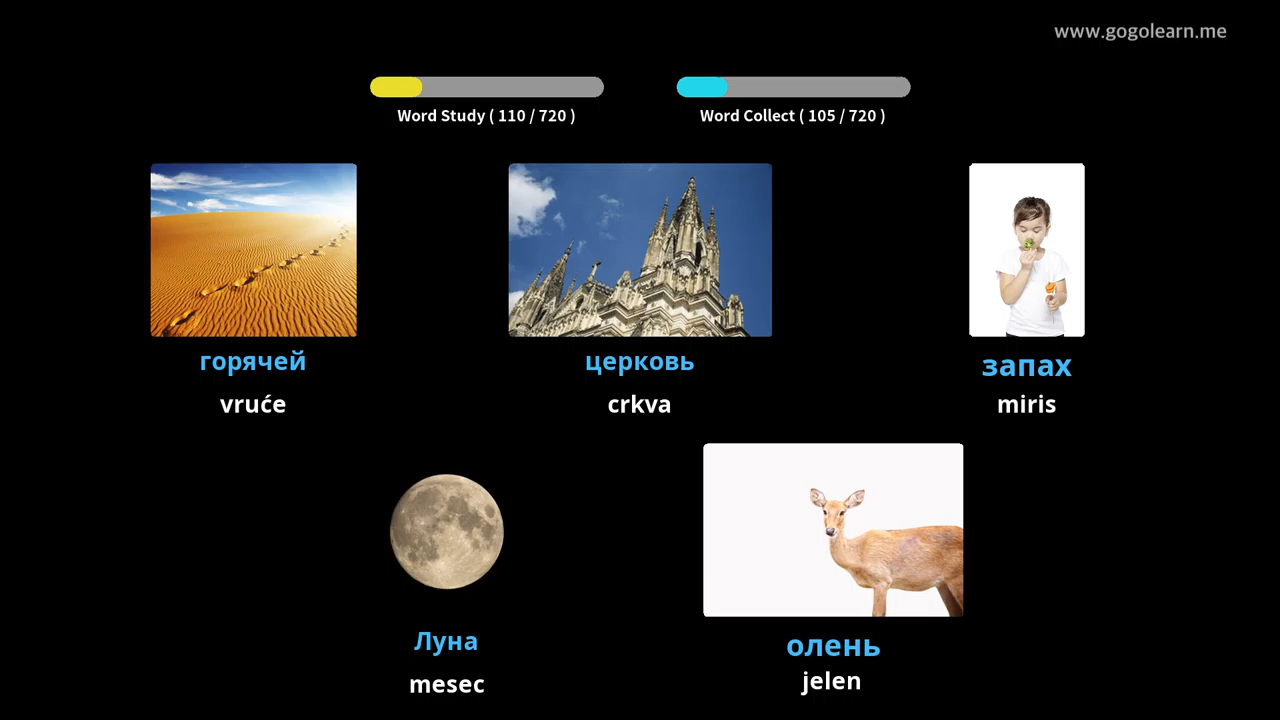 www.gogolearn.me
Word Study ( 110 / 720 )
Word Collect ( 105 / 720 )
горячей
церковь
запах
vruće
crkva
miris
Луна
олень
mesec
jelen